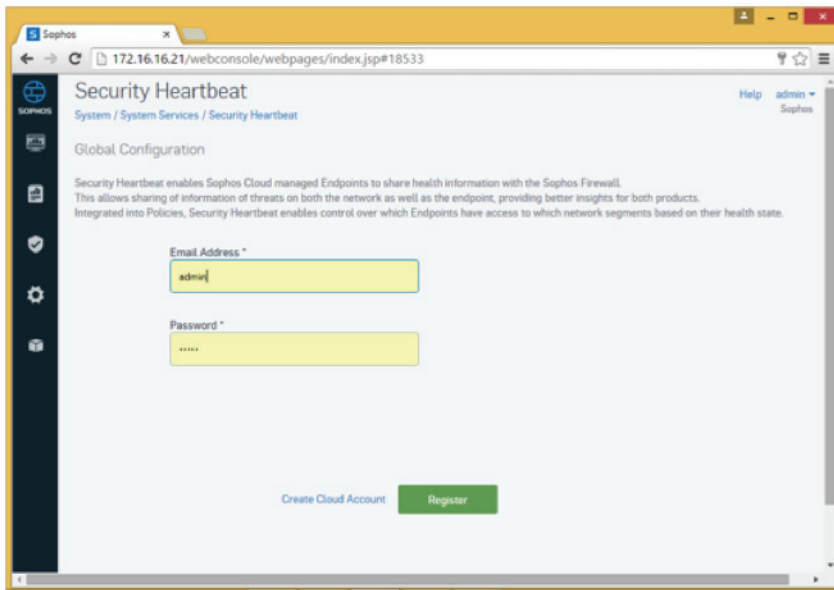 S Sophos
172.16.16.21/webconsole/webpages/index.jsp#18533
SOPHOS
Security Heartbeat
Help admin
Sophos
System / System Services / Security Heartbeat
Global Configuration
Security Heartbeat enables Sophos Cloud managed Endpoints to share health information with the Sophos Firewall.
This allows sharing of information of threats on both the network as well as the endpoint, providing better insights for both products.
Integrated into Policies, Security Heartbeat enables control over which Endpoints have access to which network segments based on their health state.
Email Address *
admin
Password *
•••••
Create Cloud Account Register